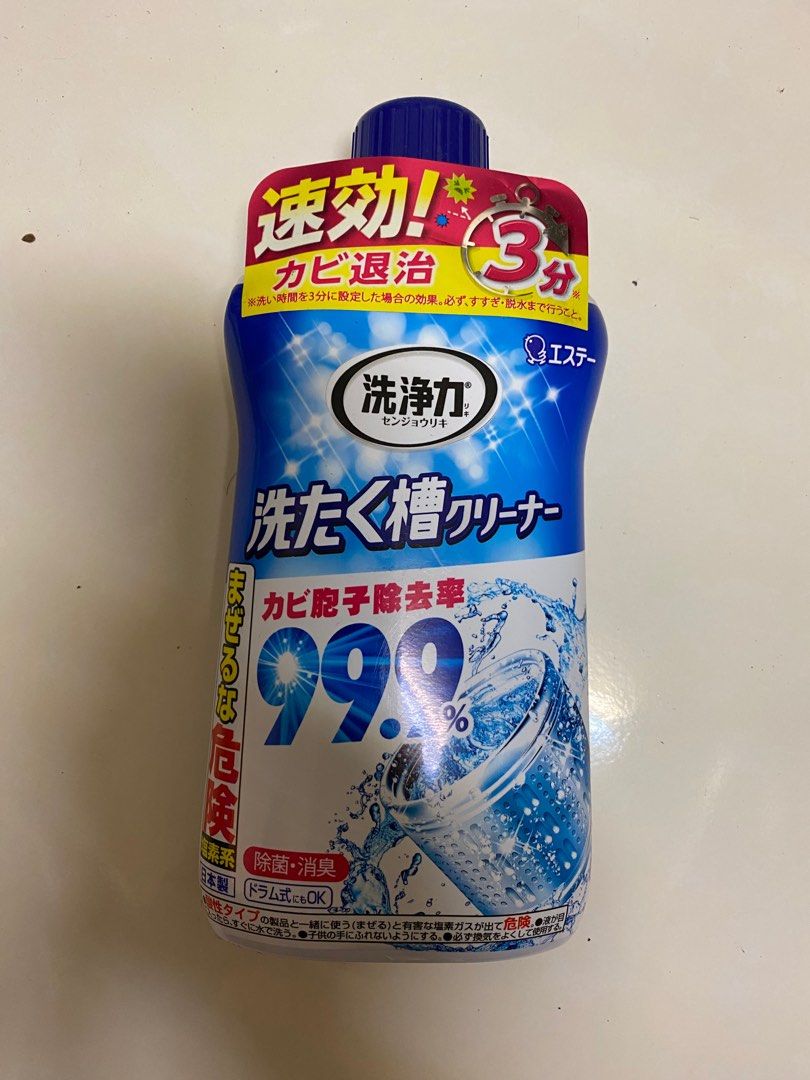 速効!
カビ退治
3分※
※洗い時間を3分に設定した場合の効果。必ず、すすぎ・脱水まで行うこと。
エステー
洗浄力®
リキ
センジョウリキ
洗たく槽クリーナー
カビ胞子除去率
99.9%
まぜるな
危険
塩素系
日本製
除菌・消臭
ドラム式にもOK
酸性タイプの製品と一緒に使う(まぜる)と有害な塩素ガスが出て危険。●液が目
ったら、すぐに水で洗う。●子供の手にふれないようにする。●必ず換気をよくして使用する。